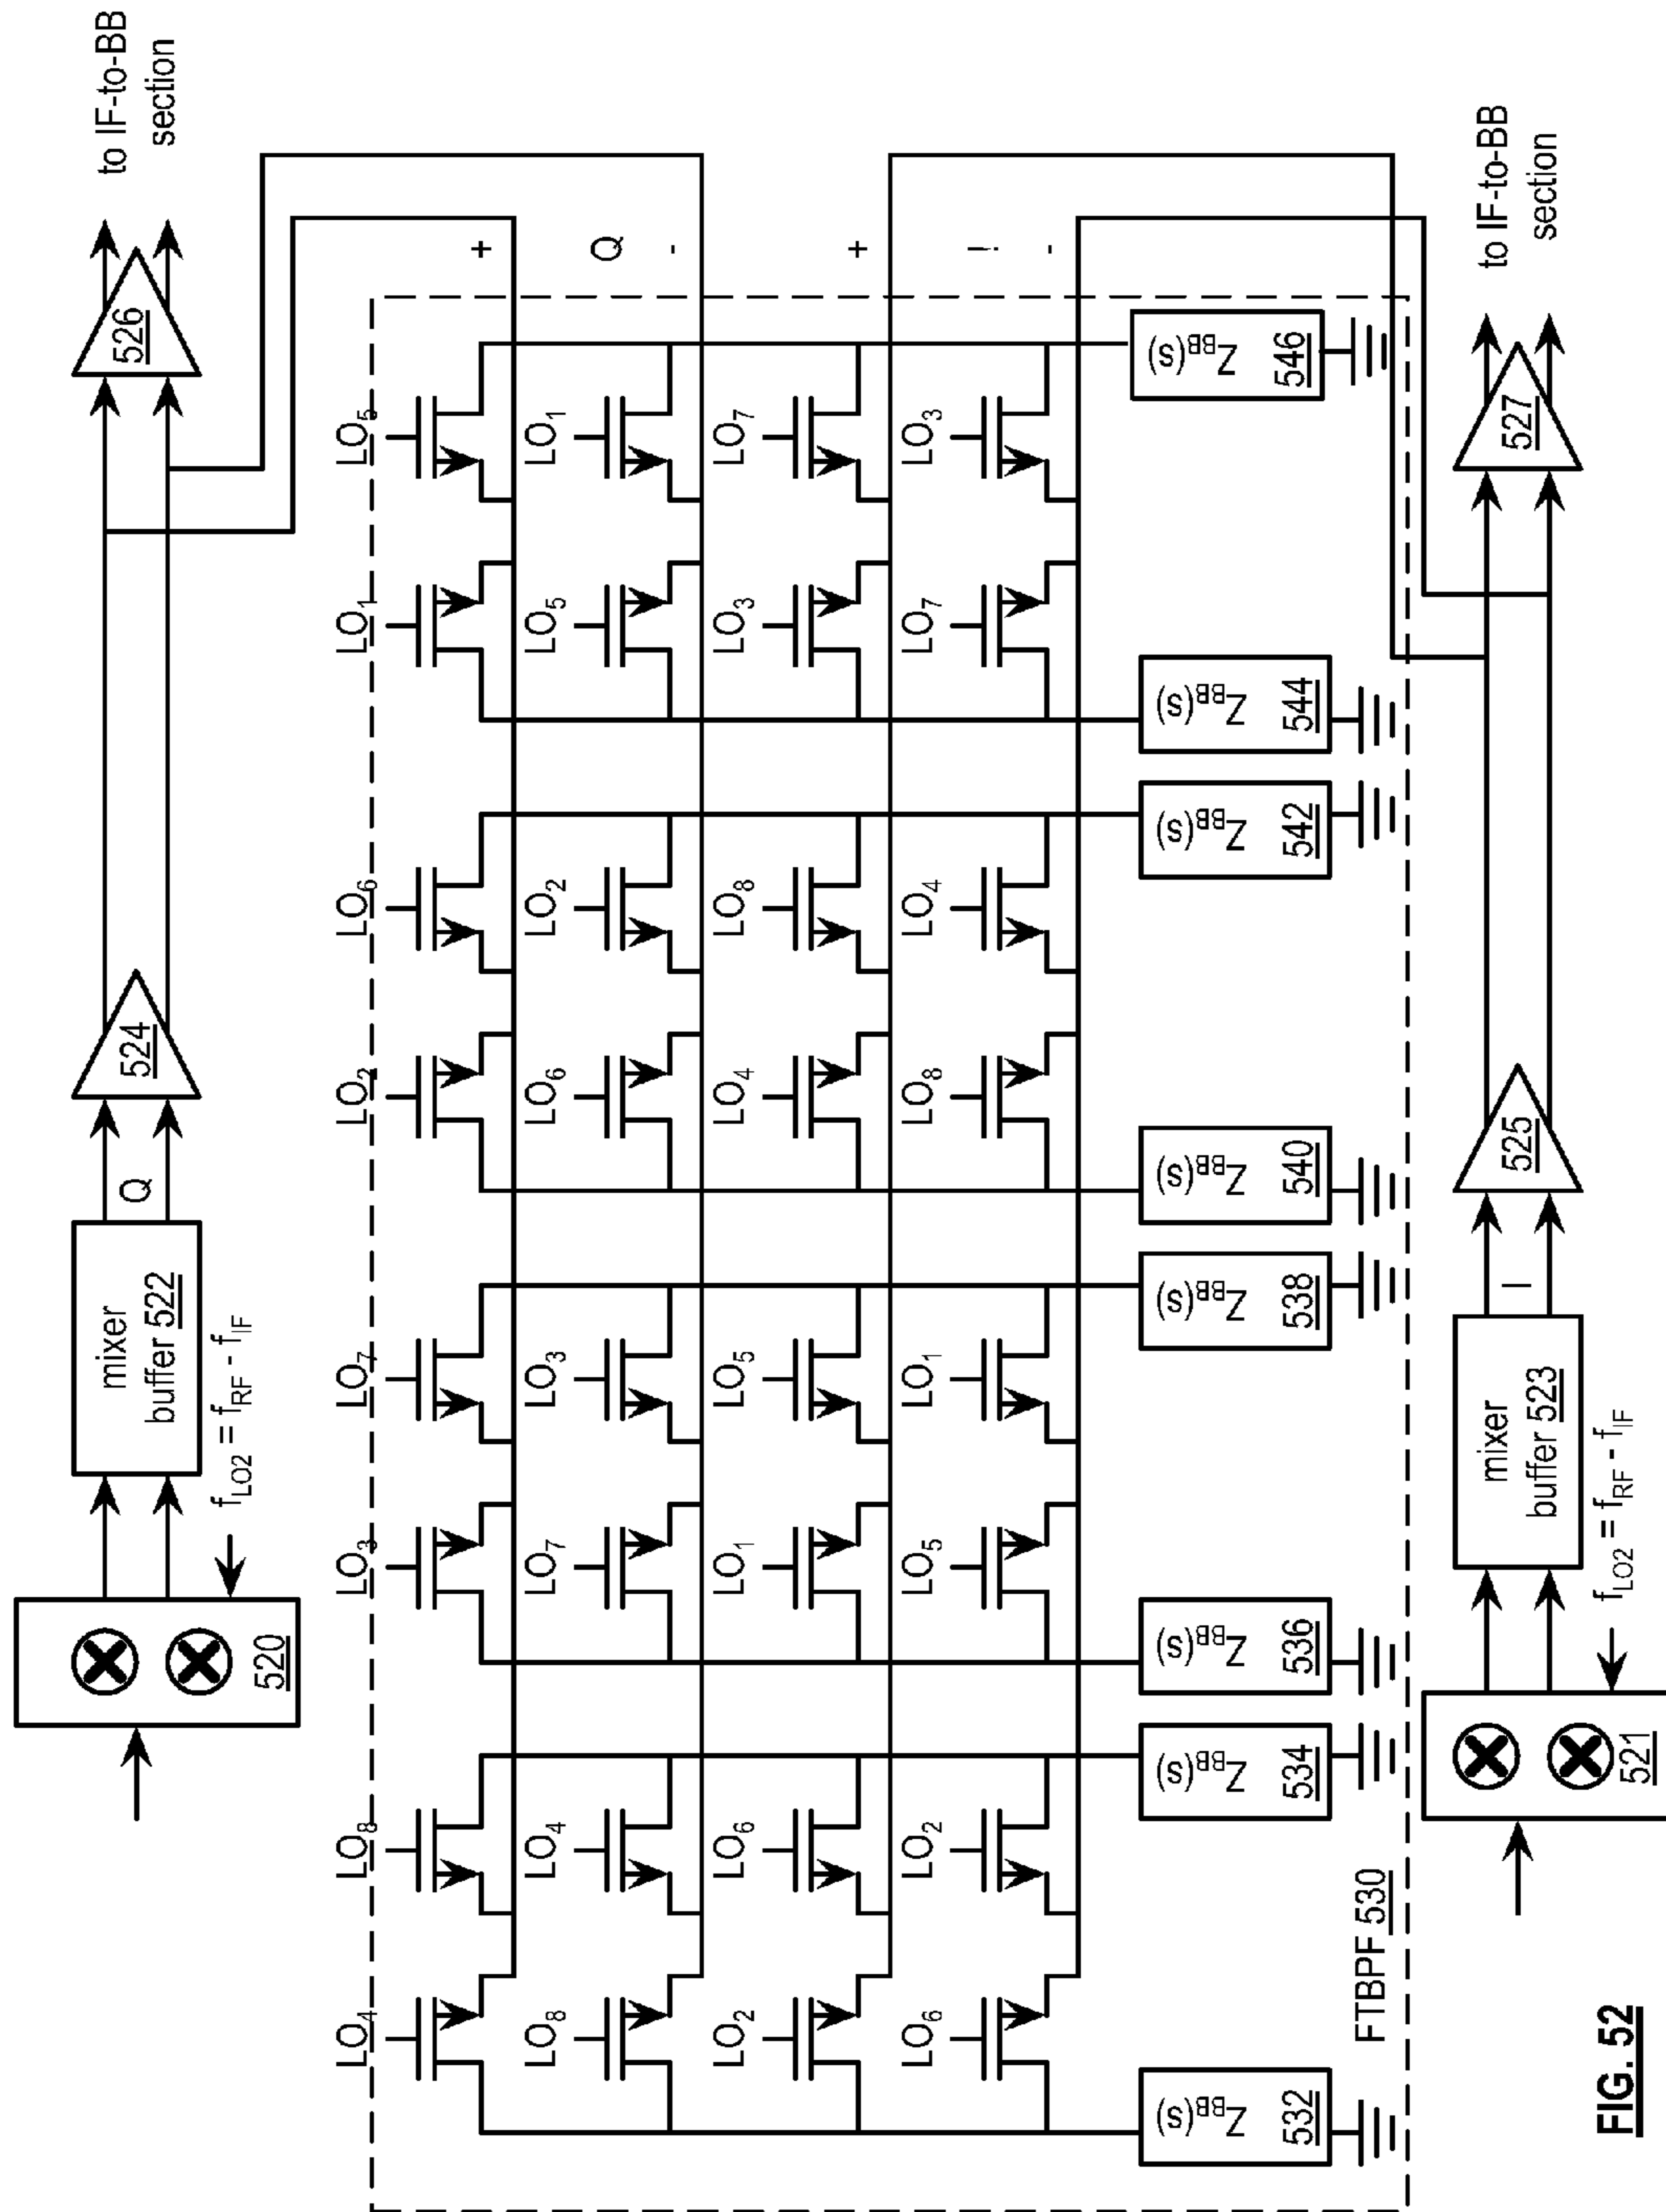 to IF-to-BB
section
526
524
Q
mixer
buffer 522
f_LO2 = f_RF - f_IF
520
+
Q
-
+
I
-
LO4 LO8 LO3 LO7 LO2 LO6 LO1 LO5
LO8 LO4 LO7 LO3 LO6 LO2 LO5 LO1
LO2 LO6 LO1 LO5 LO4 LO8 LO3 LO7
LO6 LO2 LO5 LO1 LO8 LO4 LO7 LO3
Z_BB(s)
532
Z_BB(s)
534
Z_BB(s)
536
Z_BB(s)
538
Z_BB(s)
540
Z_BB(s)
542
Z_BB(s)
544
Z_BB(s)
546
FTBPF 530
521
mixer
buffer 523
f_LO2 = f_RF - f_IF
I
525
527
to IF-to-BB
section
FIG. 52